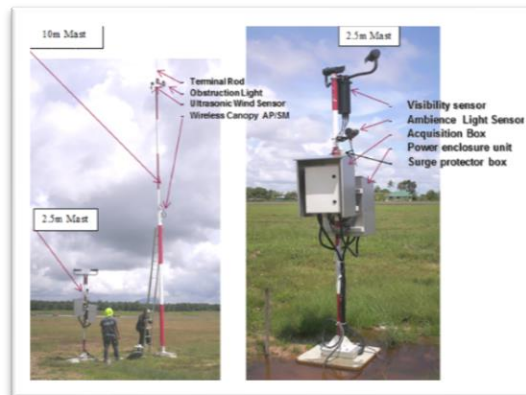 10m Mast
Terminal Rod
Obstruction Light
Ultrasonic Wind Sensor
Wireless Canopy AP/SM
2.5m Mast
2.5m Mast
Visibility sensor
Ambience Light Sensor
Acquisition Box
Power enclosure unit
Surge protector box